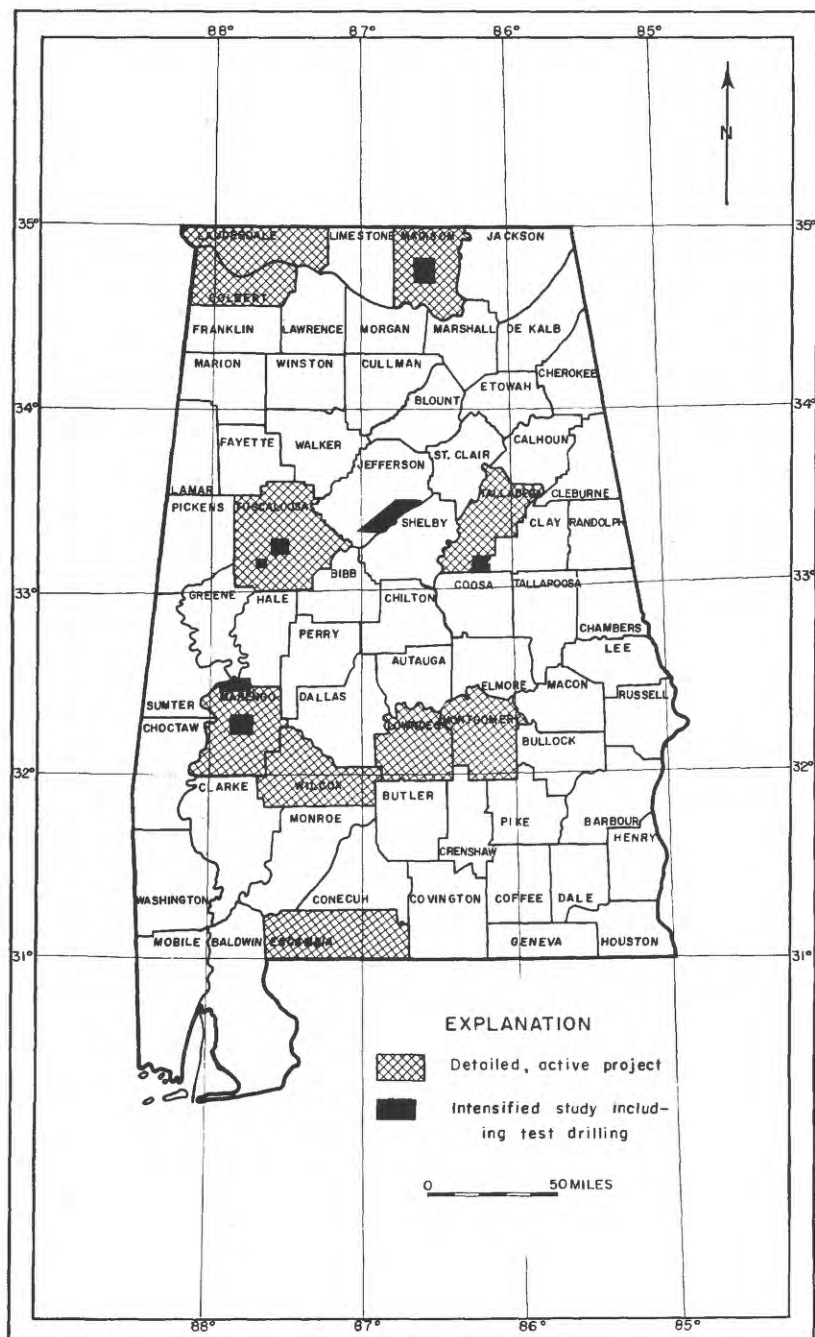 88° 87° 86° 85°
N
35° 35°
LAUDERDALE LIMESTONE MADISON JACKSON
COLBERT
FRANKLIN LAWRENCE MORGAN MARSHALL DE KALB
MARION WINSTON CULLMAN CHEROKEE
ETOWAH
BLOUNT
34° 34°
FAYETTE WALKER ST. CLAIR CALHOUN
JEFFERSON
LAMAR TALLADEGA CLEBURNE
PICKENS TUSCALOOSA SHELBY CLAY RANDOLPH
33° BIBB 33°
GREENE HALE CHILTON COOSA TALLAPOOSA
PERRY CHAMBERS
LEE
AUTAUGA
SUMTER MARENGO DALLAS ELMORE MACON RUSSELL
CHOCTAW LOWNDES MONTGOMERY
BULLOCK
32° 32°
CLARKE WILCOX BUTLER
MONROE PIKE BARBOUR
HENRY
CRENSHAW
WASHINGTON CONECUH COVINGTON COFFEE DALE
MOBILE BALDWIN ESCAMBIA GENEVA HOUSTON
31° 31°
EXPLANATION
Detailed, active project
Intensified study includ-
ing test drilling
0 50 MILES
88° 87° 86° 85°